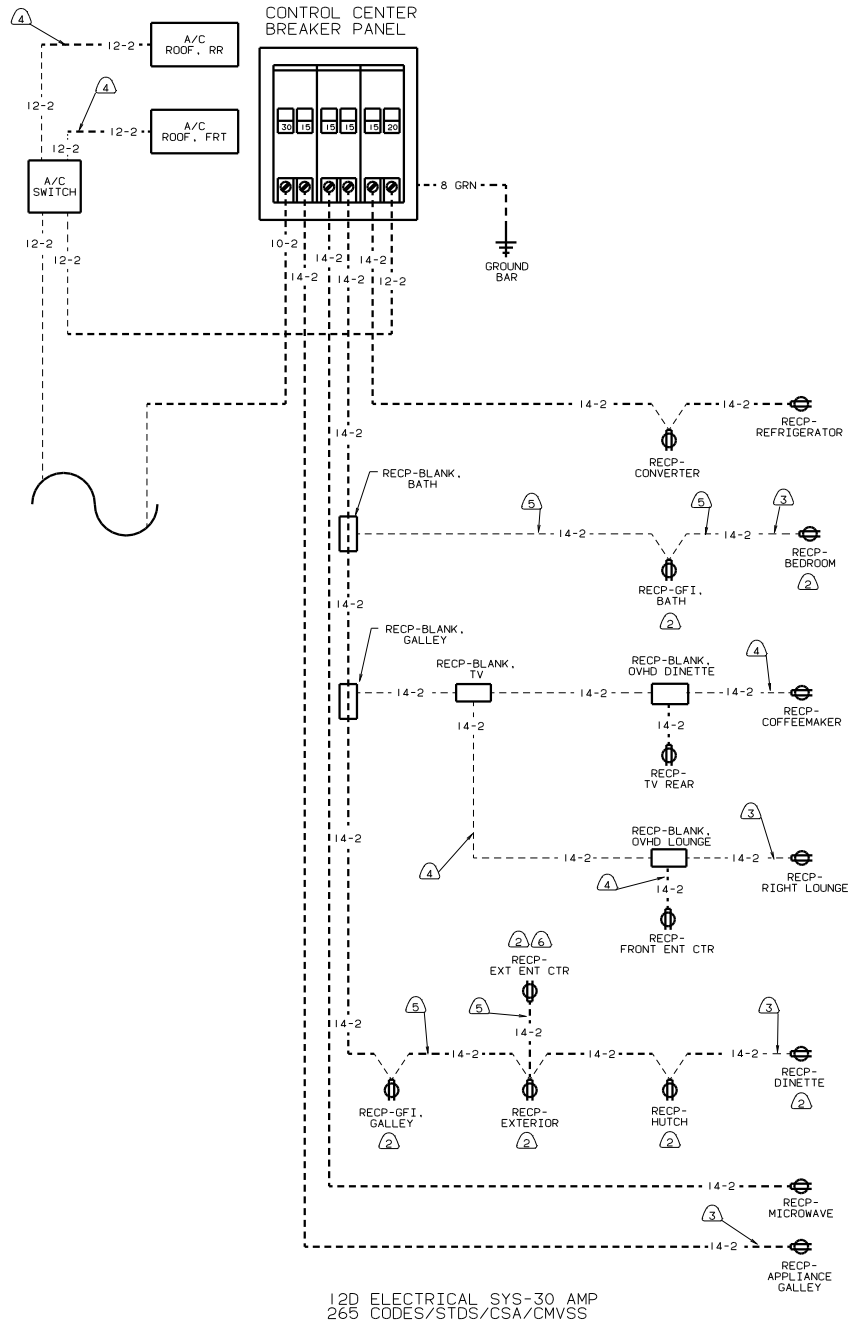 CONTROL CENTER
BREAKER PANEL
4
A/C
ROOF, RR
12-2
12-2
4
A/C
ROOF, FRT
12-2
12-2
30 15 15 15 15 20
A/C
SWITCH
8 GRN
12-2
12-2
10-2
14-2
14-2
14-2
14-2
12-2
GROUND
BAR
14-2
14-2
RECP-
REFRIGERATOR
14-2
RECP-
CONVERTER
RECP-BLANK,
BATH
5
5
3
14-2
14-2
RECP-
BEDROOM
2
RECP-GFI,
BATH
2
14-2
RECP-BLANK,
GALLEY
RECP-BLANK,
TV
RECP-BLANK,
OVHD DINETTE
4
14-2
14-2
14-2
RECP-
COFFEEMAKER
14-2
14-2
RECP-
TV REAR
14-2
3
RECP-BLANK,
OVHD LOUNGE
4
14-2
14-2
RECP-
RIGHT LOUNGE
4
14-2
RECP-
FRONT ENT CTR
2 6
RECP-
EXT ENT CTR
5
5
3
14-2
14-2
14-2
14-2
14-2
RECP-
DINETTE
2
RECP-GFI,
GALLEY
2
RECP-
EXTERIOR
2
RECP-
HUTCH
2
14-2
RECP-
MICROWAVE
3
14-2
RECP-
APPLIANCE
GALLEY
12D ELECTRICAL SYS-30 AMP
265 CODES/STDS/CSA/CMVSS